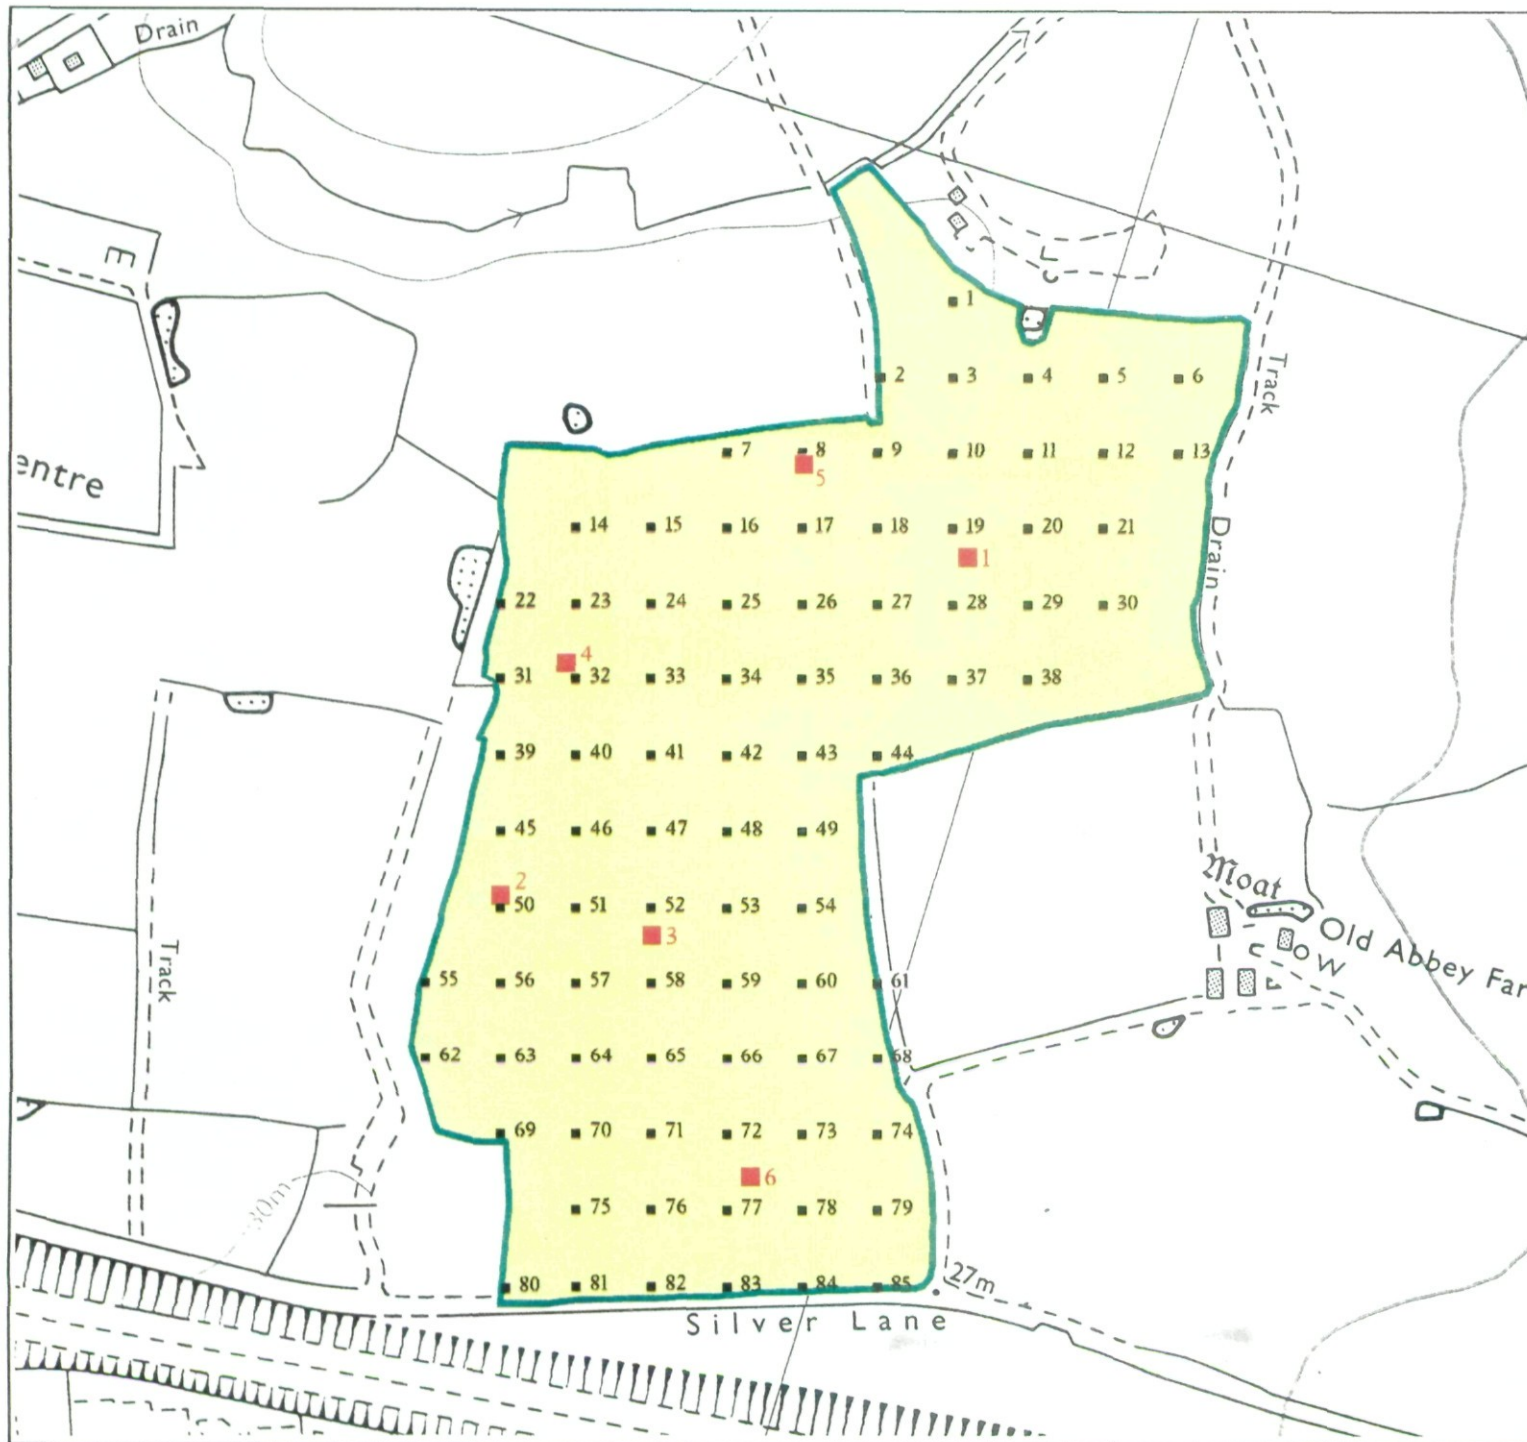 Drain
E
1
2 3 4 5 6
Track
7 8 9 10 11 12 13
5
entre
14 15 16 17 18 19 20 21
1
Drain
22 23 24 25 26 27 28 29 30
4
31 32 33 34 35 36 37 38
39 40 41 42 43 44
45 46 47 48 49
Moat
2
50 51 52 53 54
3
Old Abbey Far
W
Track
55 56 57 58 59 60 61
62 63 64 65 66 67 68
69 70 71 72 73 74
6
30m
75 76 77 78 79
80 81 82 83 84 85
27m
Silver Lane